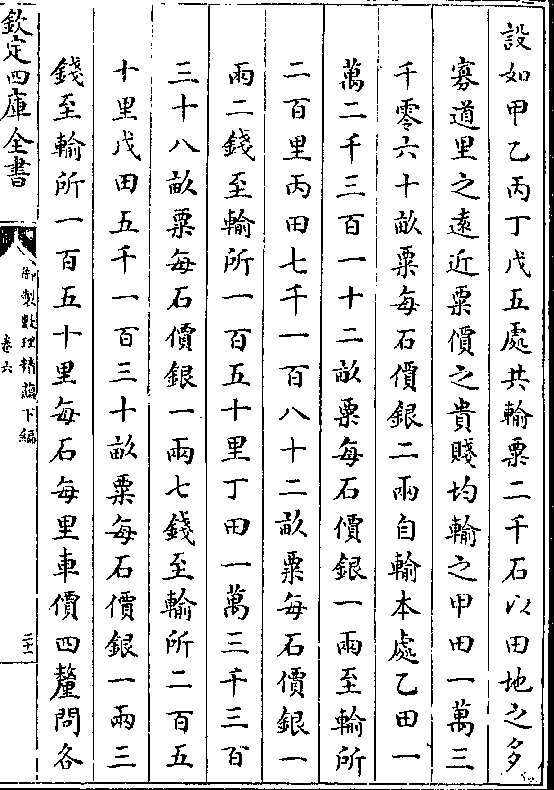 設如甲乙丙丁戊五處共輸粟二千石以田地之多
寡道里之遠近粟價之貴賤均輸之甲田一萬三
千零六十畝粟每石價銀二兩自輸本處乙田一
萬二千三百一十二畝粟每石價銀一兩至輸所
二百里丙田七千一百八十二畝粟每石價銀一
兩二錢至輸所一百五十里丁田一萬三千三百
三十八畝粟每石價銀一兩七錢至輸所二百五
十里戊田五千一百三十畝粟每石價銀一兩三
錢至輸所一百五十里每石每里車價四釐問各
欽定四庫全書
御製數理精蘊下編
卷六